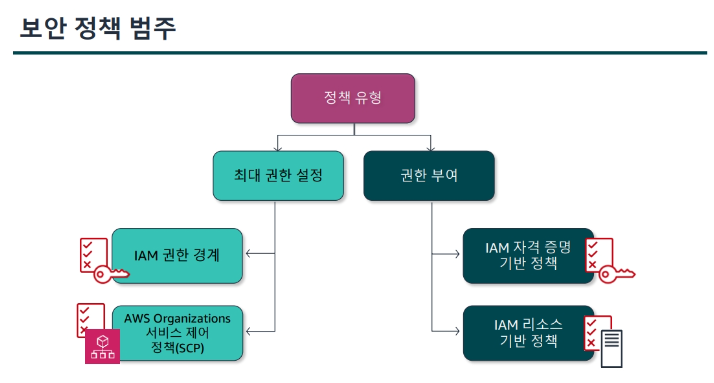 보안 정책 범주
정책 유형
최대 권한 설정
권한 부여
IAM 권한 경계
IAM 자격 증명
기반 정책
AWS Organizations
서비스 제어
정책(SCP)
IAM 리소스
기반 정책